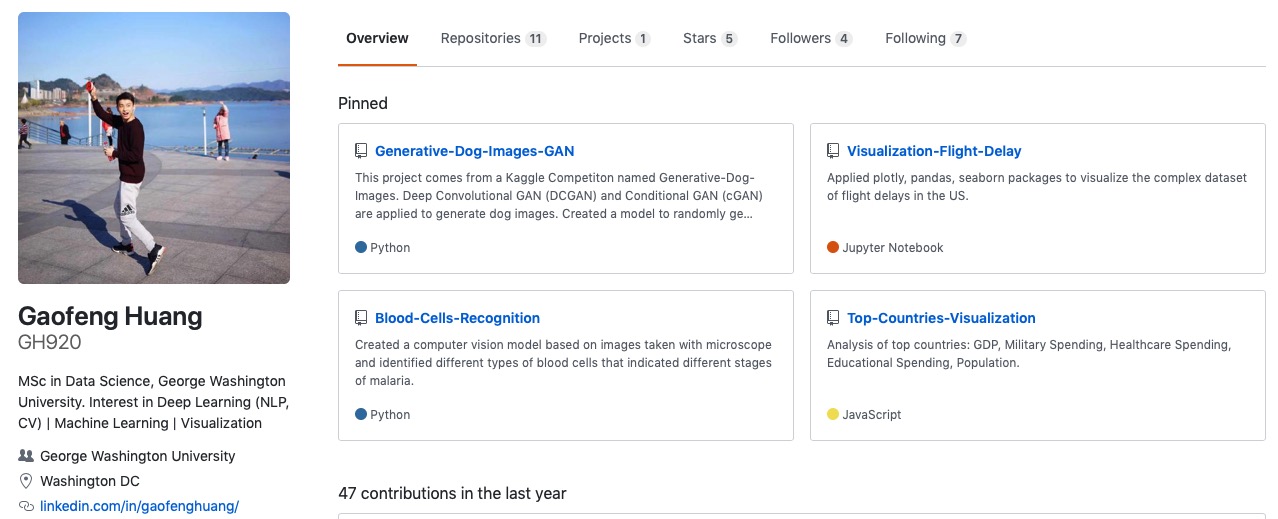 Overview Repositories 11 Projects 1 Stars 5 Followers 4 Following 7
Pinned
Generative-Dog-Images-GAN
This project comes from a Kaggle Competiton named Generative-Dog-
Images. Deep Convolutional GAN (DCGAN) and Conditional GAN (cGAN)
are applied to generate dog images. Created a model to randomly ge...
Python
Visualization-Flight-Delay
Applied plotly, pandas, seaborn packages to visualize the complex dataset
of flight delays in the US.
Jupyter Notebook
Blood-Cells-Recognition
Created a computer vision model based on images taken with microscope
and identified different types of blood cells that indicated different stages
of malaria.
Python
Top-Countries-Visualization
Analysis of top countries: GDP, Military Spending, Healthcare Spending,
Educational Spending, Population.
JavaScript
47 contributions in the last year
Gaofeng Huang
GH920
MSc in Data Science, George Washington
University. Interest in Deep Learning (NLP,
CV) | Machine Learning | Visualization
George Washington University
Washington DC
linkedin.com/in/gaofenghuang/